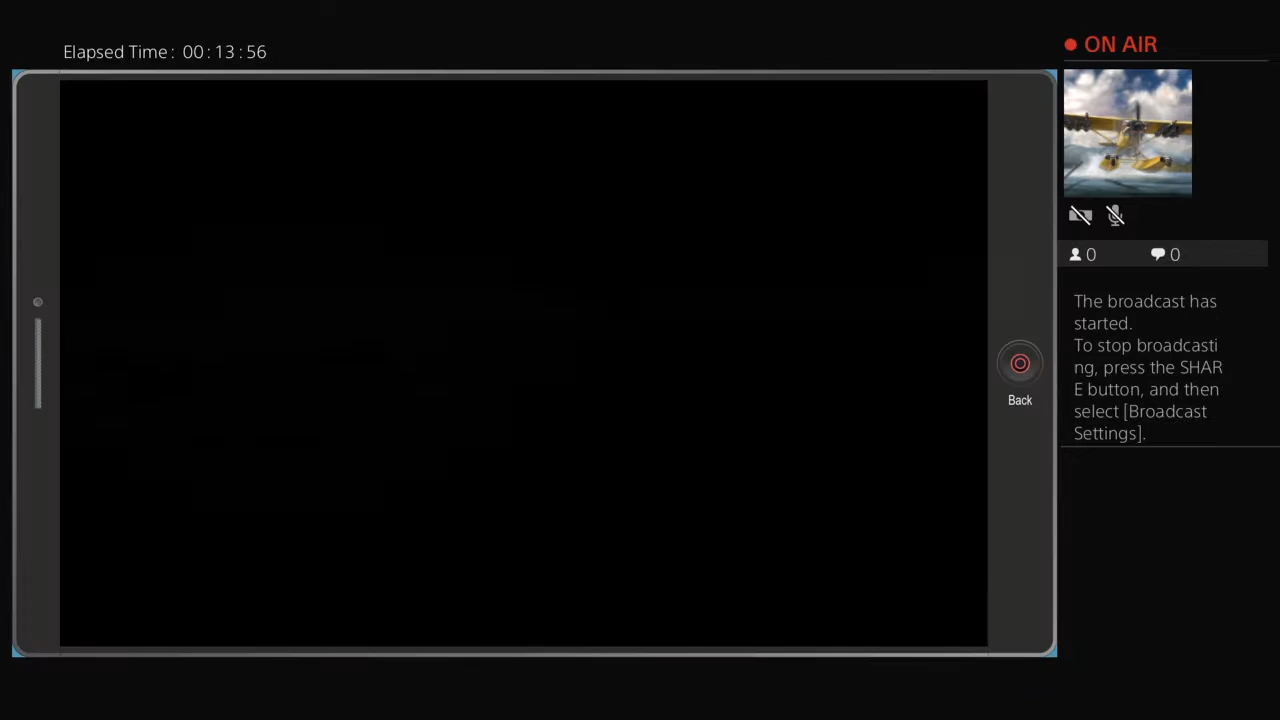 Elapsed Time: 00:13:56
ON AIR
0 0
The broadcast has
started.
To stop broadcasti
ng, press the SHAR
E button, and then
select [Broadcast
Settings].
Back